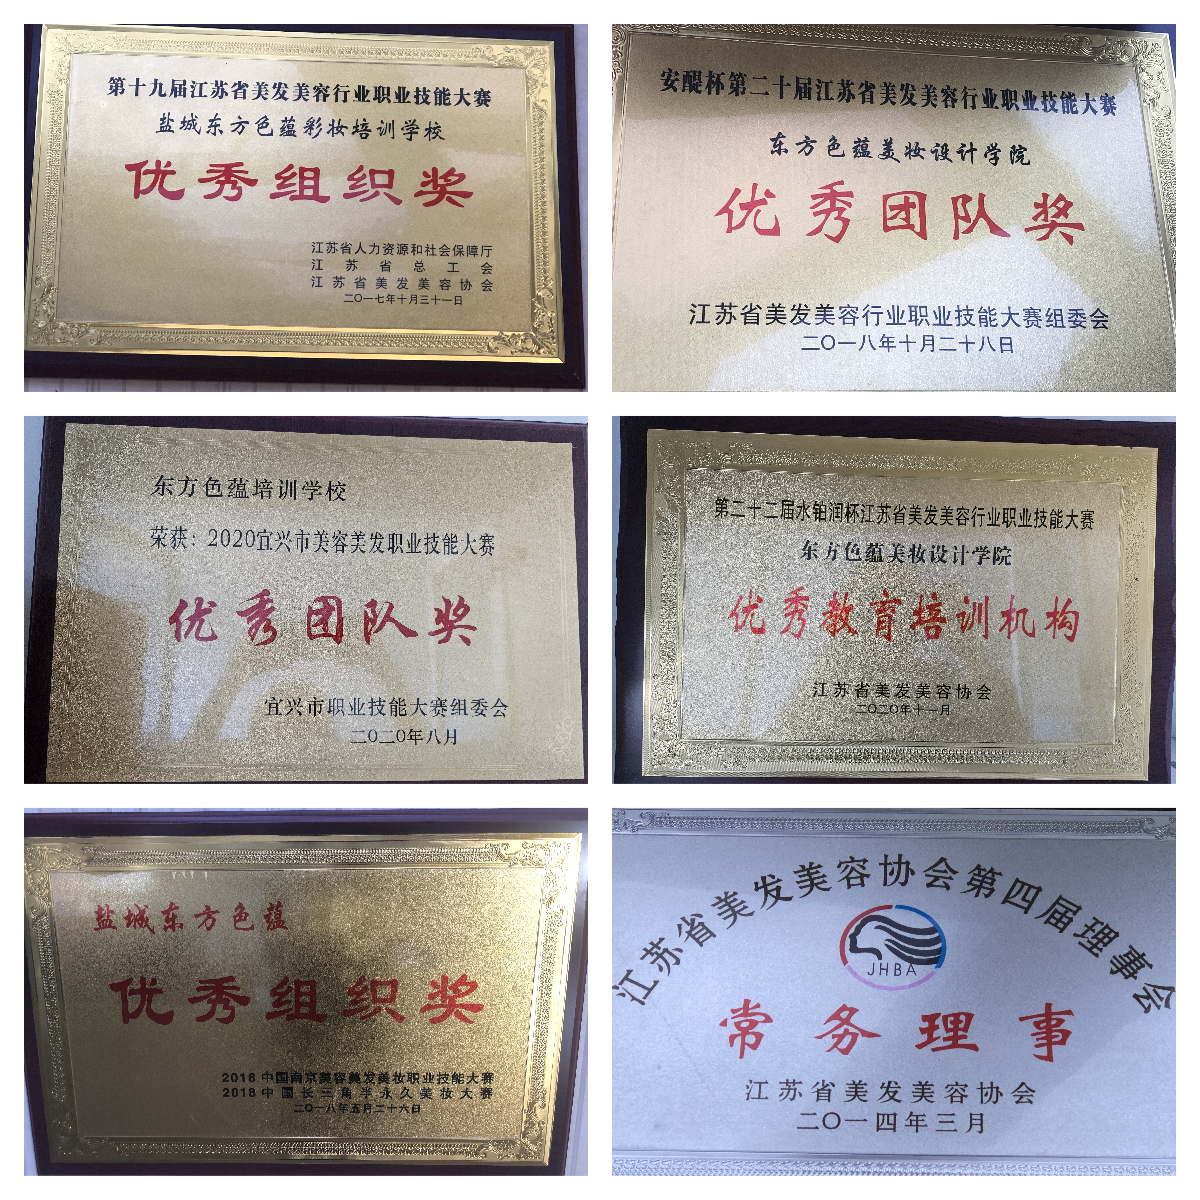 第十九届江苏省美发美容行业职业技能大赛
盐城东方色蕴彩妆培训学校
优秀组织奖
江苏省人力资源和社会保障厅
江苏省总工会
江苏省美发美容协会
二〇一七年十月三十一日
安醍杯第二十届江苏省美发美容行业职业技能大赛
东方色蕴美妆设计学院
优秀团队奖
江苏省美发美容行业职业技能大赛组委会
二〇一八年十月二十八日
东方色蕴培训学校
荣获：2020宜兴市美容美发职业技能大赛
优秀团队奖
宜兴市职业技能大赛组委会
二〇二〇年八月
第二十二届水铂润杯江苏省美发美容行业职业技能大赛
东方色蕴美妆设计学院
优秀教育培训机构
江苏省美发美容协会
二〇二〇年十一月
盐城东方色蕴
优秀组织奖
2018中国南京美容美发美妆职业技能大赛
2018中国长三角半永久美妆大赛
二〇一八年五月二十六日
江苏省美发美容协会第四届理事会
JHBA
常务理事
江苏省美发美容协会
二〇一四年三月